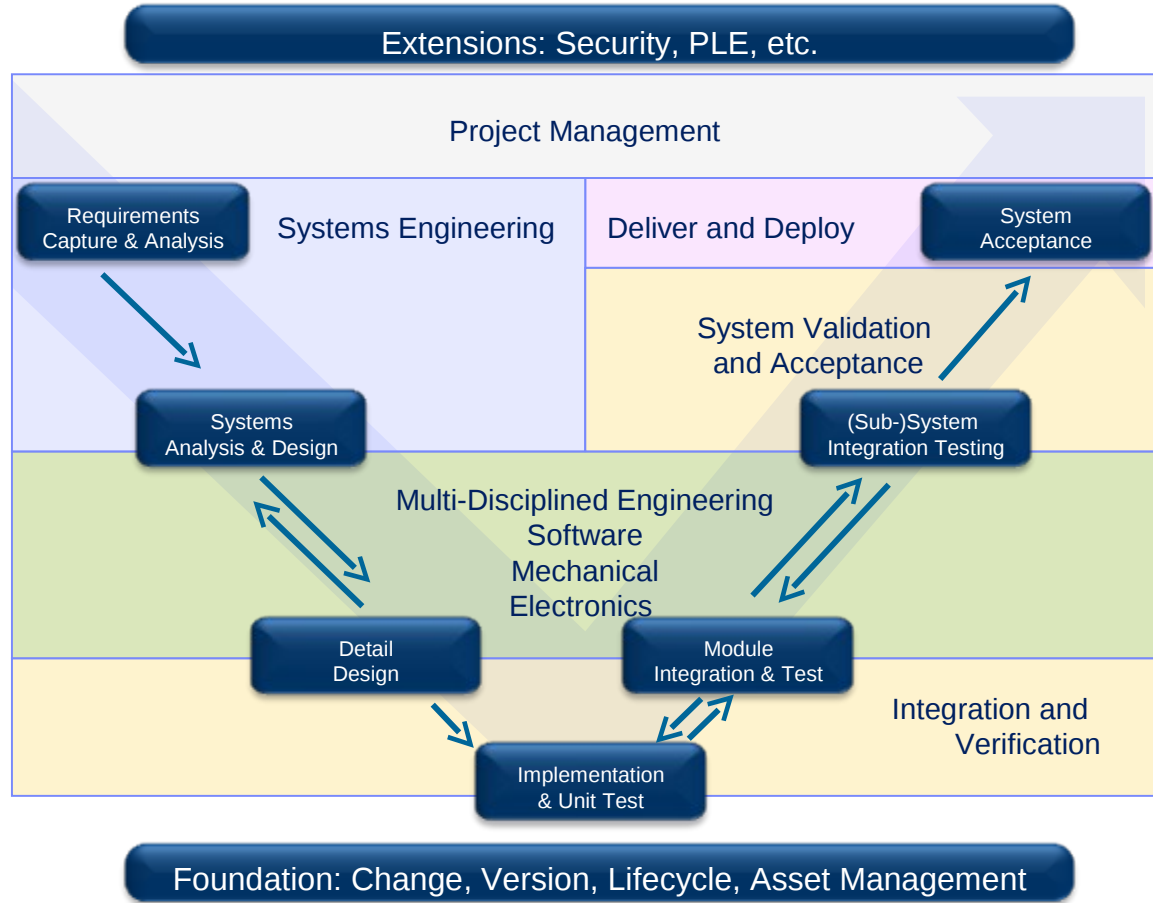 Extensions: Security, PLE, etc.
Project Management
Requirements
Capture & Analysis
Systems Engineering
Deliver and Deploy
System
Acceptance
System Validation
and Acceptance
Systems
Analysis & Design
(Sub-)System
Integration Testing
Multi-Disciplined Engineering
Software
Mechanical
Electronics
Detail
Design
Module
Integration & Test
Integration and
Verification
Implementation
& Unit Test
Foundation: Change, Version, Lifecycle, Asset Management